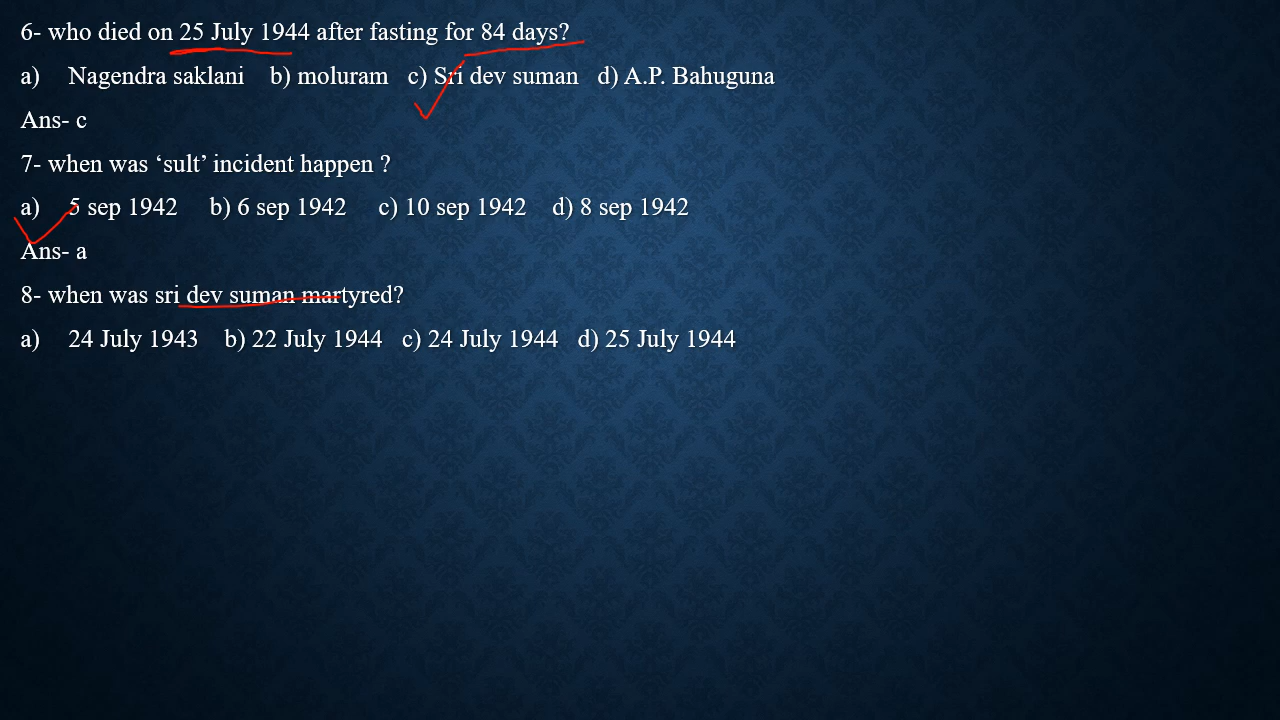 6- who died on 25 July 1944 after fasting for 84 days?
a) Nagendra saklani b) moluram c) Sri dev suman d) A.P. Bahuguna
Ans- c
7- when was ‘sult’ incident happen ?
a) 5 sep 1942 b) 6 sep 1942 c) 10 sep 1942 d) 8 sep 1942
Ans- a
8- when was sri dev suman martyred?
a) 24 July 1943 b) 22 July 1944 c) 24 July 1944 d) 25 July 1944